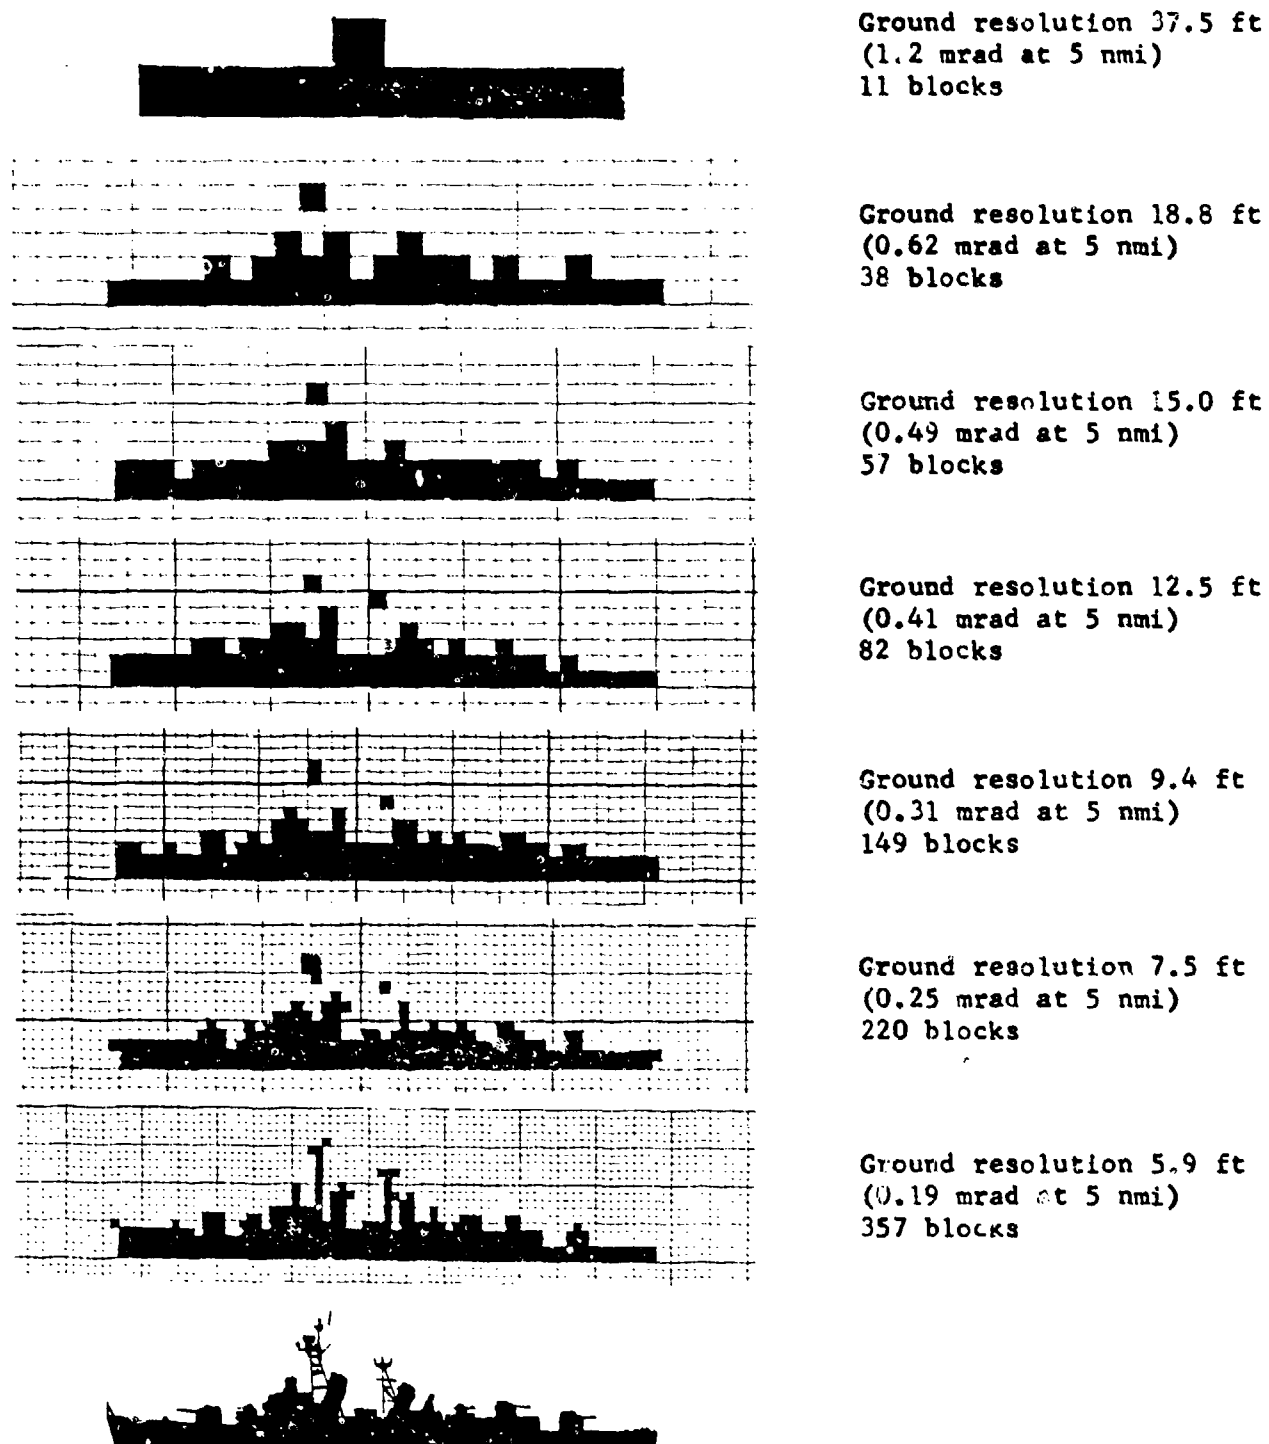 Ground resolution 37.5 ft
(1.2 mrad at 5 nmi)
11 blocks
Ground resolution 18.8 ft
(0.62 mrad at 5 nmi)
38 blocks
Ground resolution 15.0 ft
(0.49 mrad at 5 nmi)
57 blocks
Ground resolution 12.5 ft
(0.41 mrad at 5 nmi)
82 blocks
Ground resolution 9.4 ft
(0.31 mrad at 5 nmi)
149 blocks
Ground resolution 7.5 ft
(0.25 mrad at 5 nmi)
220 blocks
Ground resolution 5.9 ft
(0.19 mrad at 5 nmi)
357 blocks